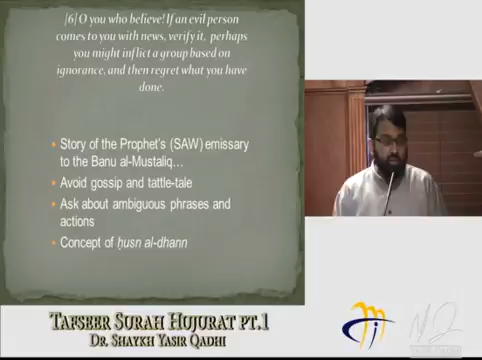 [6] O you who believe! If an evil person
comes to you with news, verify it, perhaps
you might inflict a group based on
ignorance, and then regret what you have
done.
• Story of the Prophet's (SAW) emissary
to the Banu al-Mustaliq…
• Avoid gossip and tattle-tale
• Ask about ambiguous phrases and
actions
• Concept of ḥusn al-dhann
TAFSEER SURAH HUJURAT PT.1
DR. SHAYKH YASIR QADHI